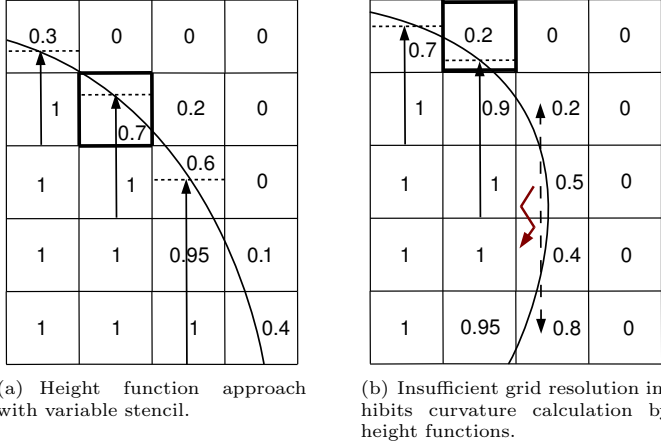 0.3 0 0 0
1 0.7 0.2 0
1 1 0.6 0
1 1 0.95 0.1
1 1 1 0.4
(a) Height function approach
with variable stencil.
0.7 0.2 0 0
1 0.9 0.2 0
1 1 0.5 0
1 1 0.4 0
1 0.95 0.8 0
(b) Insufficient grid resolution in
hibits curvature calculation by
height functions.